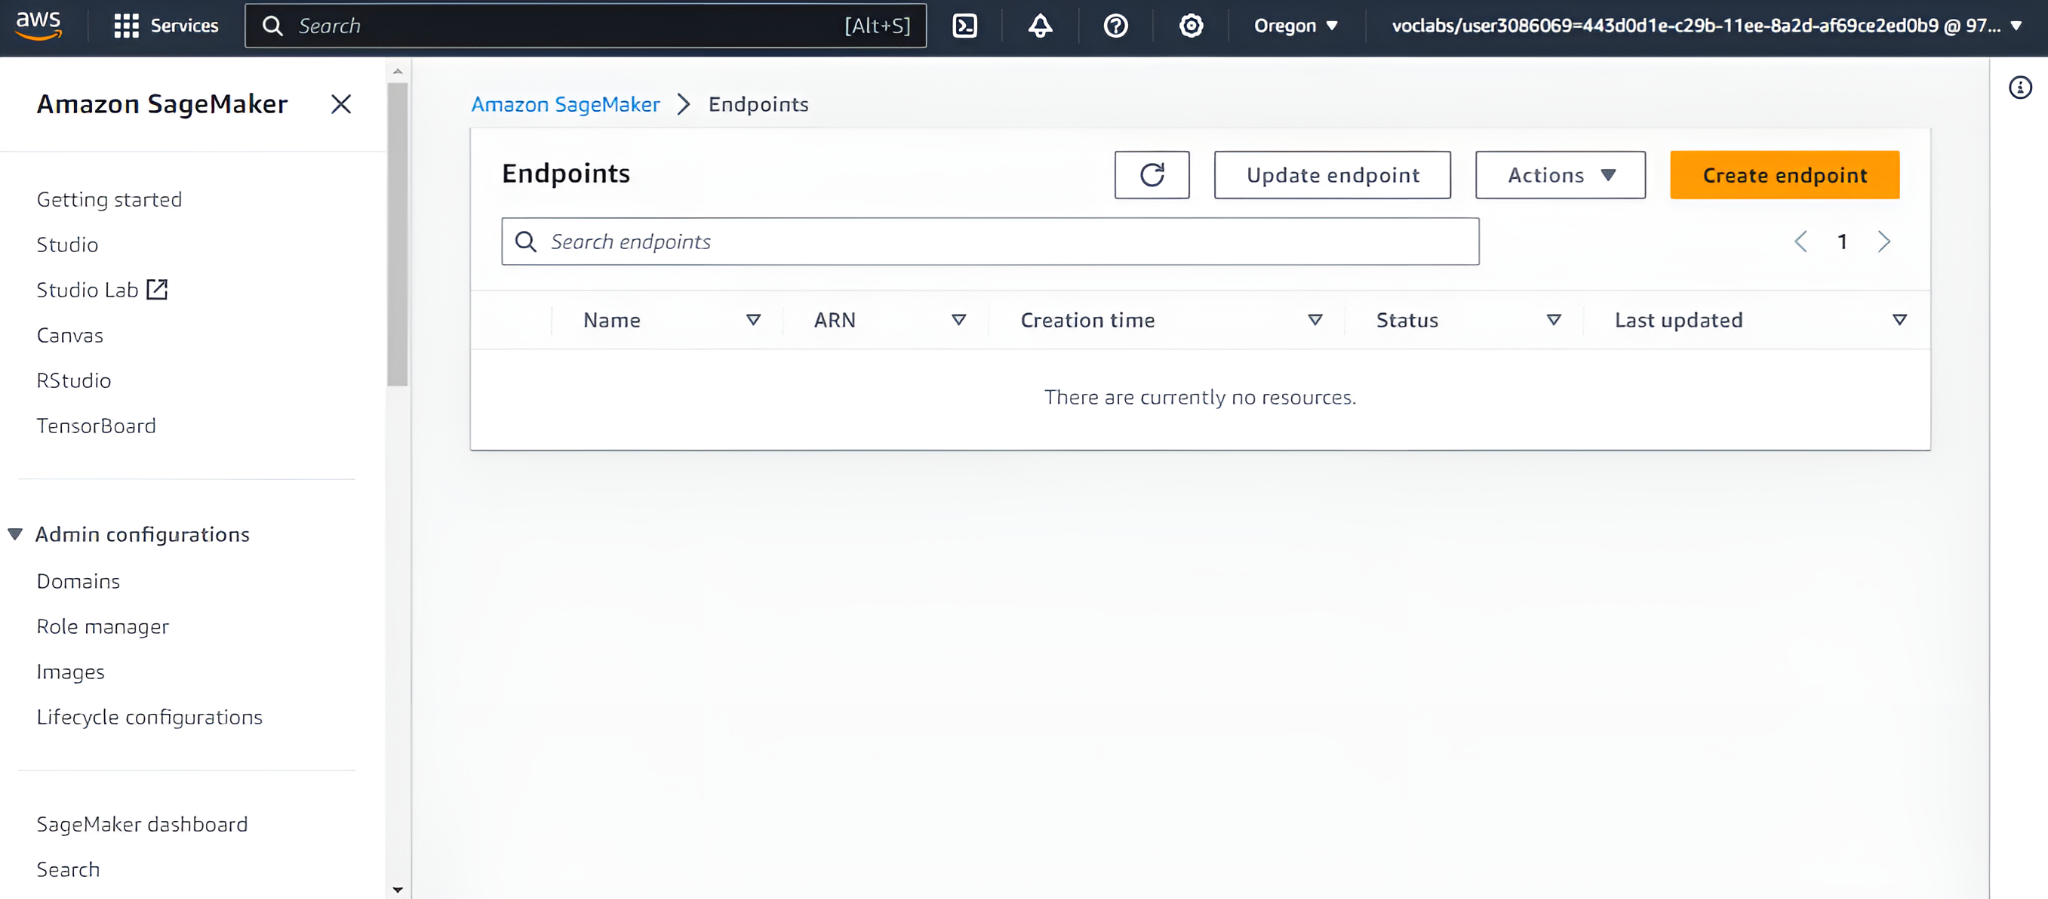 aws
Services
Search [Alt+S]
Oregon
voclabs/user3086069=443d0d1e-c29b-11ee-8a2d-af69ce2ed0b9 @ 97...
Amazon SageMaker
Getting started
Studio
Studio Lab
Canvas
RStudio
TensorBoard
Admin configurations
Domains
Role manager
Images
Lifecycle configurations
SageMaker dashboard
Search
Amazon SageMaker > Endpoints
Endpoints
Update endpoint
Actions
Create endpoint
Search endpoints
1
Name ARN Creation time Status Last updated
There are currently no resources.